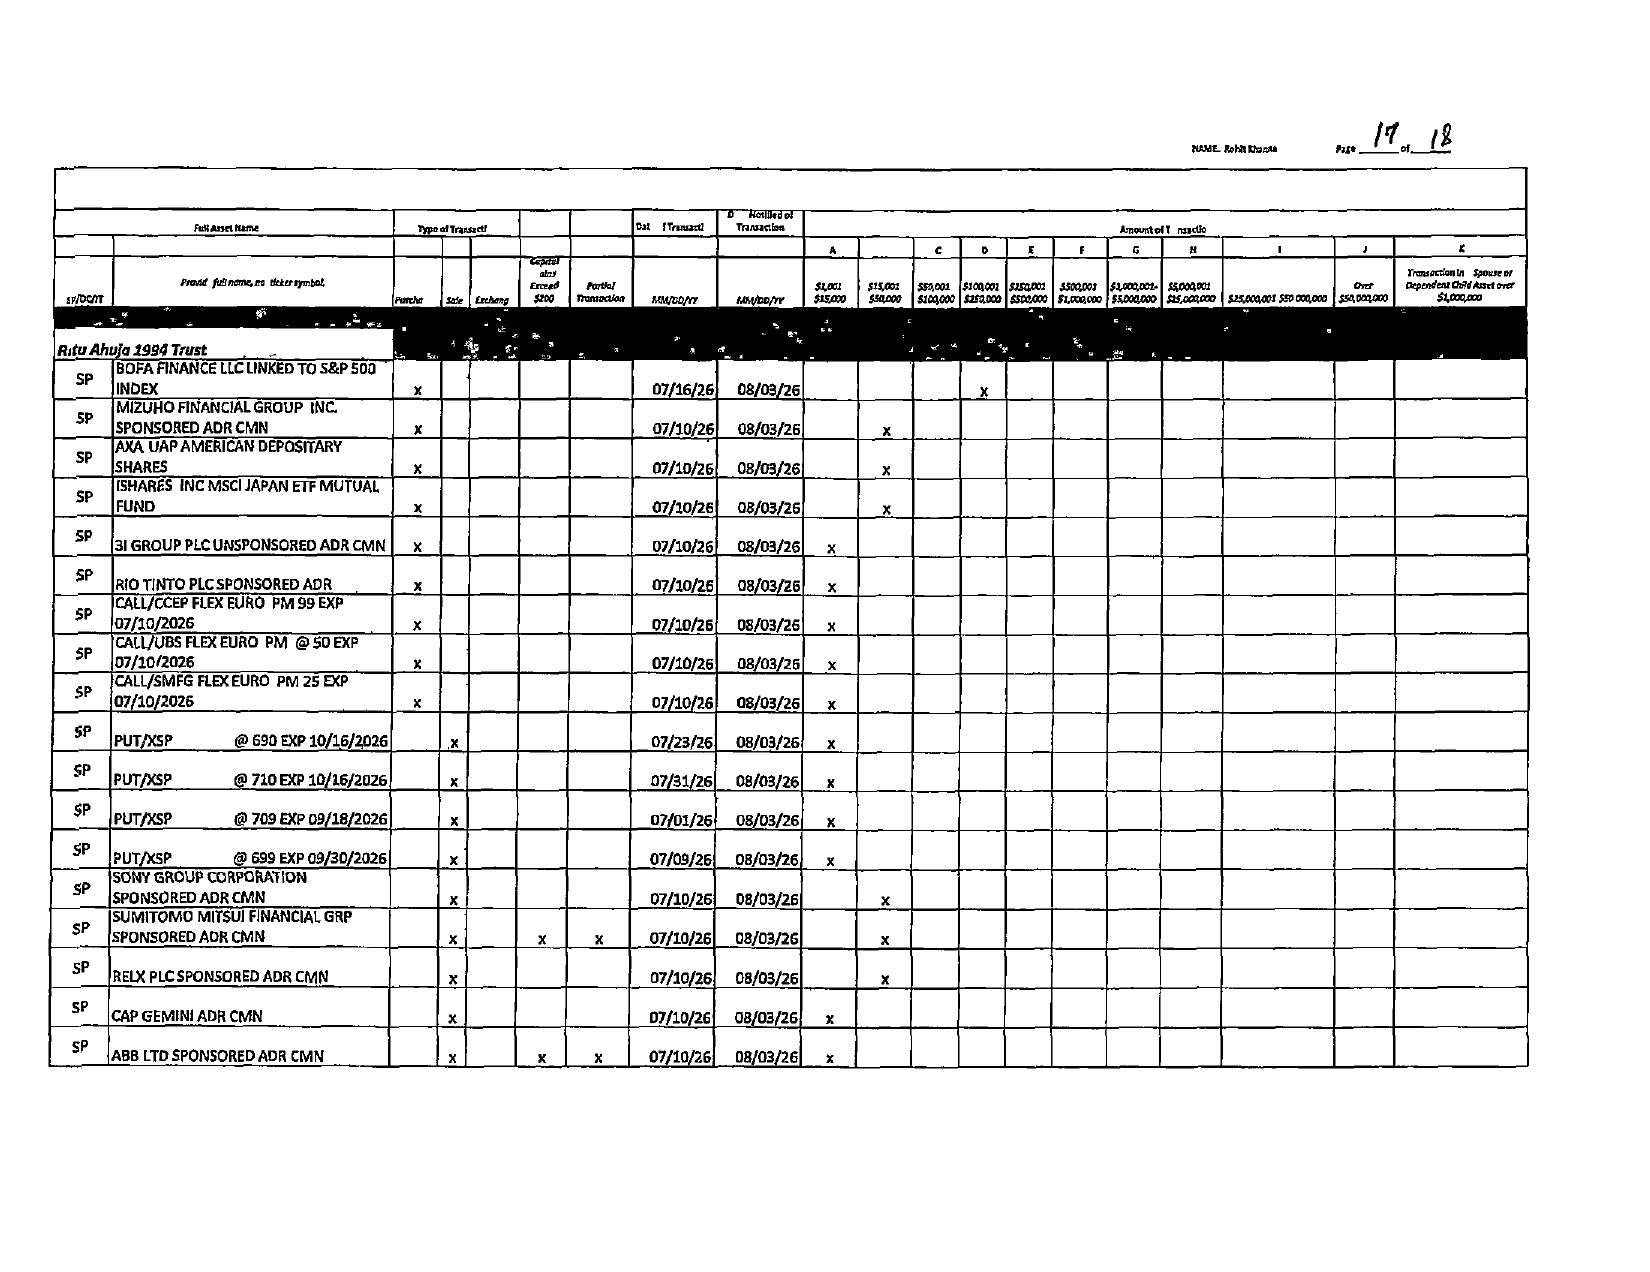 NAME. Rohit Khanna Page 17 of 18
Full Asset Name Type of Transacti Dat f Transacti D Notified of Transaction Amount of T nsactio
A C D E F G H I J K
SP/DC/JT Provid full name, no ticker symbol. Purcha Sale Exchang Capital ains Exceed $200 Partial Transaction MM/DD/YY MM/DD/YY $1,001 $15,000 $15,001 $50,000 $50,001 $100,000 $100,001 $250,000 $250,001 $500,000 $500,001 $1,000,000 $1,000,001- $5,000,000 $5,000,001 $25,000,000 $25,000,001 $50 000,000 Over $50,000,000 Transaction in Spouse or Dependent Child Asset over $1,000,000
Ritu Ahuja 1994 Trust
SP BOFA FINANCE LLC LINKED TO S&P 500
INDEX x 07/16/26 08/03/26 x
SP MIZUHO FINANCIAL GROUP INC.
SPONSORED ADR CMN x 07/10/26 08/03/26 x
SP AXA UAP AMERICAN DEPOSITARY
SHARES x 07/10/26 08/03/26 x
SP ISHARES INC MSCI JAPAN ETF MUTUAL
FUND x 07/10/26 08/03/26 x
SP 3I GROUP PLC UNSPONSORED ADR CMN x 07/10/26 08/03/26 x
SP RIO TINTO PLC SPONSORED ADR x 07/10/26 08/03/26 x
SP CALL/CCEP FLEX EURO PM 99 EXP
07/10/2026 x 07/10/26 08/03/26 x
SP CALL/UBS FLEX EURO PM @ 50 EXP
07/10/2026 x 07/10/26 08/03/26 x
SP CALL/SMFG FLEX EURO PM 25 EXP
07/10/2026 x 07/10/26 08/03/26 x
SP PUT/XSP @ 690 EXP 10/16/2026 x 07/23/26 08/03/26 x
SP PUT/XSP @ 710 EXP 10/16/2026 x 07/31/26 08/03/26 x
SP PUT/XSP @ 709 EXP 09/18/2026 x 07/01/26 08/03/26 x
SP PUT/XSP @ 699 EXP 09/30/2026 x 07/09/26 08/03/26 x
SP SONY GROUP CORPORATION
SPONSORED ADR CMN x 07/10/26 08/03/26 x
SP SUMITOMO MITSUI FINANCIAL GRP
SPONSORED ADR CMN x x x 07/10/26 08/03/26 x
SP RELX PLC SPONSORED ADR CMN x 07/10/26 08/03/26 x
SP CAP GEMINI ADR CMN x 07/10/26 08/03/26 x
SP ABB LTD SPONSORED ADR CMN x x x 07/10/26 08/03/26 x